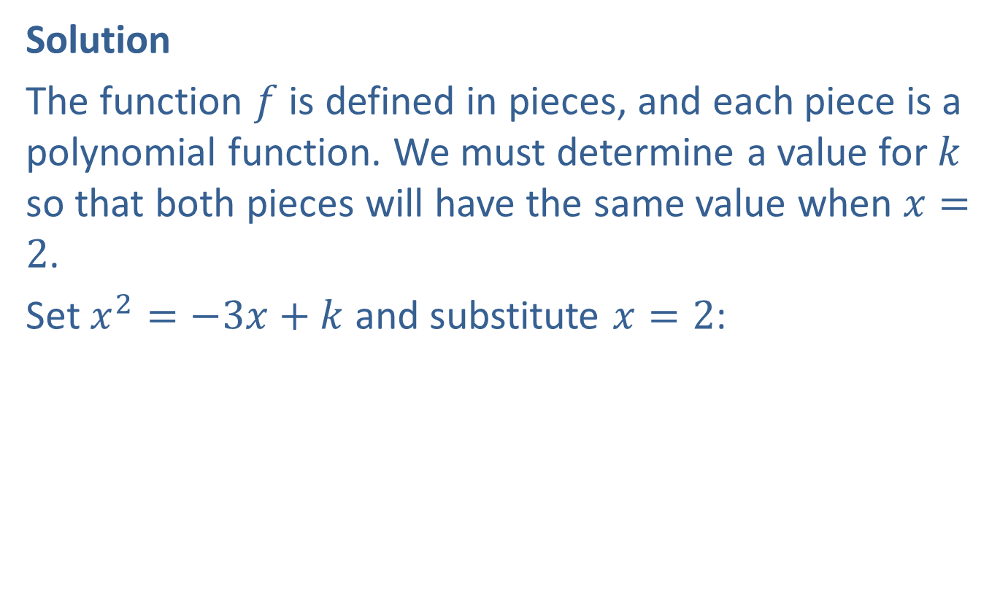 Solution
The function f is defined in pieces, and each piece is a
polynomial function. We must determine a value for k
so that both pieces will have the same value when x =
2.
Set x² = −3x + k and substitute x = 2: